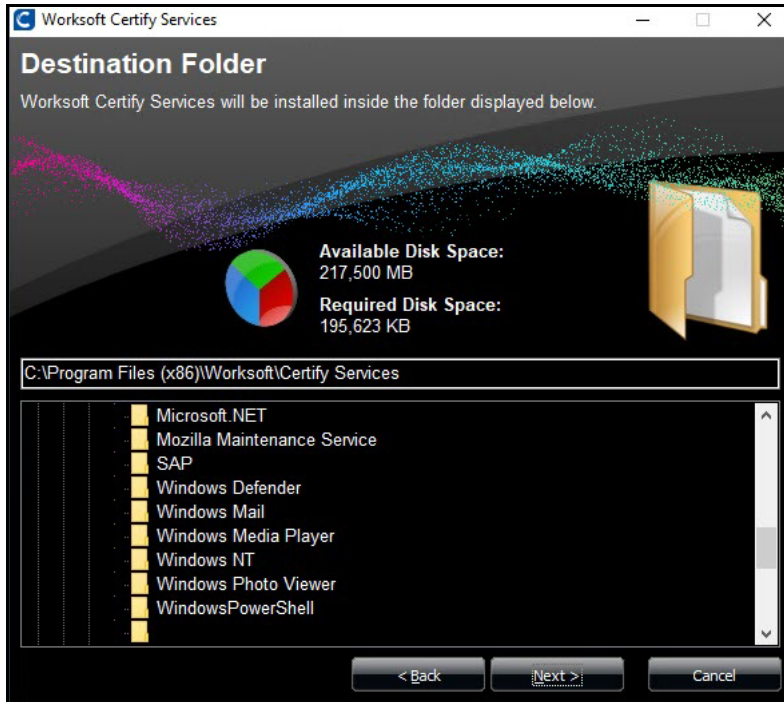 Worksoft Certify Services
Destination Folder
Worksoft Certify Services will be installed inside the folder displayed below.
Available Disk Space:
217,500 MB
Required Disk Space:
195,623 KB
C:\Program Files (x86)\Worksoft\Certify Services
Microsoft.NET
Mozilla Maintenance Service
SAP
Windows Defender
Windows Mail
Windows Media Player
Windows NT
Windows Photo Viewer
WindowsPowerShell
< Back
Next >
Cancel